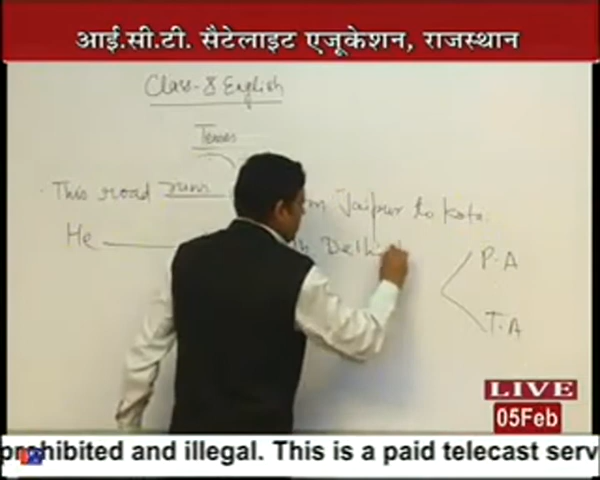 आई.सी.टी. सैटेलाइट एजूकेशन, राजस्थान
Class-8 English
Tenses
This road runs Jaipur to Kota.
He Delhi
P.A
T.A
LIVE
05Feb
prohibited and illegal. This is a paid telecast serv